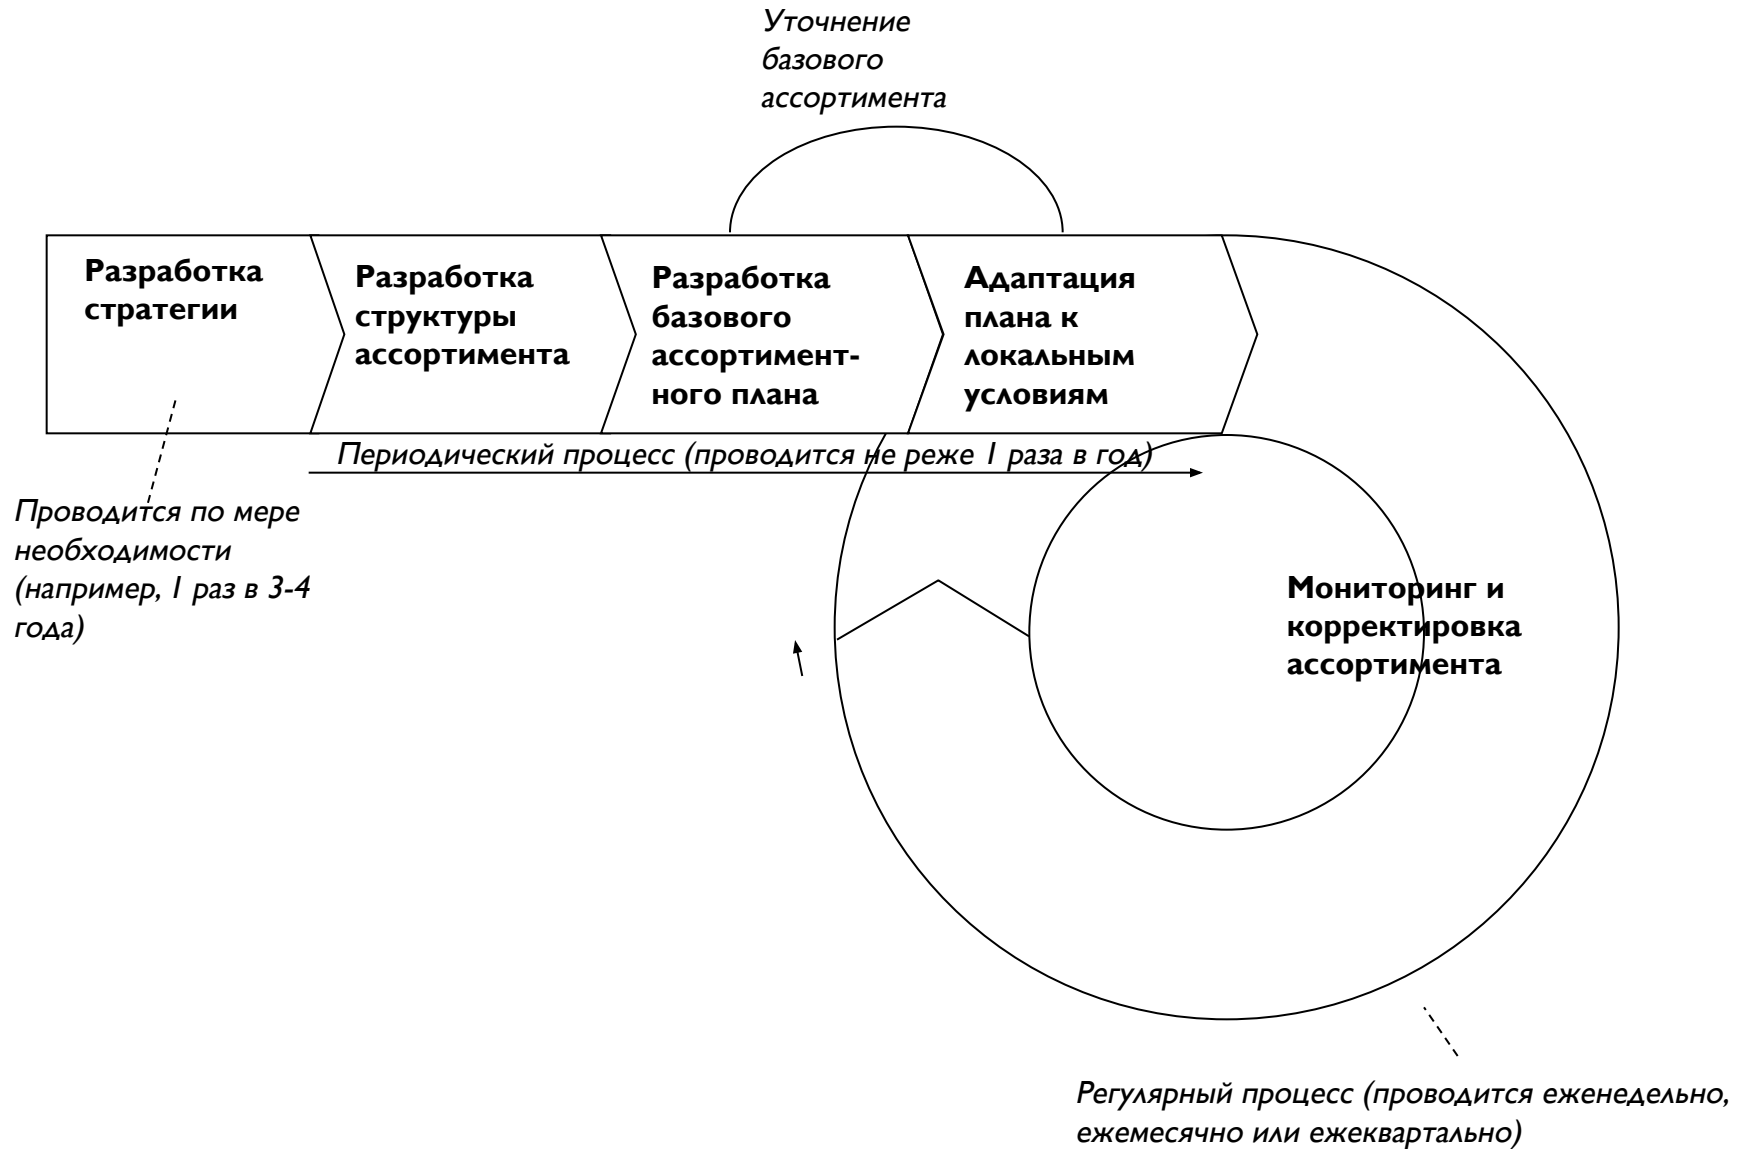 Уточнение
базового
ассортимента
Разработка
стратегии
Разработка
структуры
ассортимента
Разработка
базового
ассортимент-
ного плана
Адаптация
плана к
локальным
условиям
Периодический процесс (проводится не реже 1 раза в год)
Проводится по мере
необходимости
(например, 1 раз в 3-4
года)
Мониторинг и
корректировка
ассортимента
Регулярный процесс (проводится еженедельно,
ежемесячно или ежеквартально)